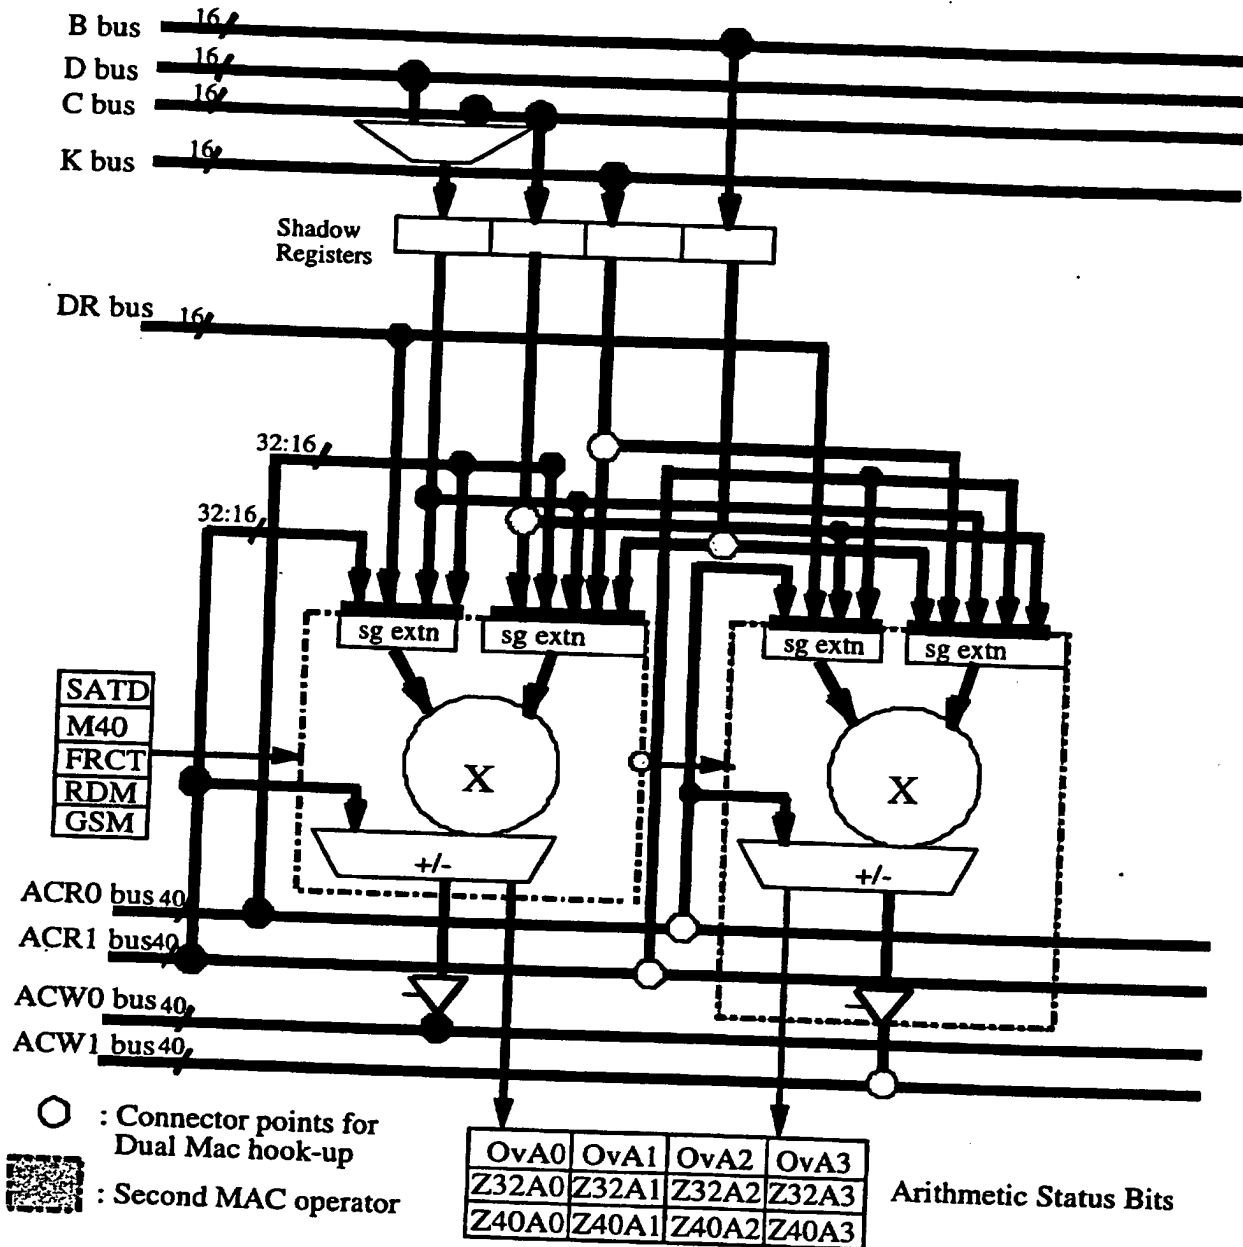 B bus 16
D bus 16
C bus 16
K bus 16
Shadow
Registers
DR bus 16
32:16
32:16
sg extn sg extn sg extn sg extn
SATD
M40
FRCT
RDM
GSM
X X
+/- +/-
ACR0 bus 40
ACR1 bus 40
ACW0 bus 40
ACW1 bus 40
: Connector points for
Dual Mac hook-up
: Second MAC operator
OvA0 OvA1 OvA2 OvA3
Z32A0 Z32A1 Z32A2 Z32A3
Z40A0 Z40A1 Z40A2 Z40A3
Arithmetic Status Bits